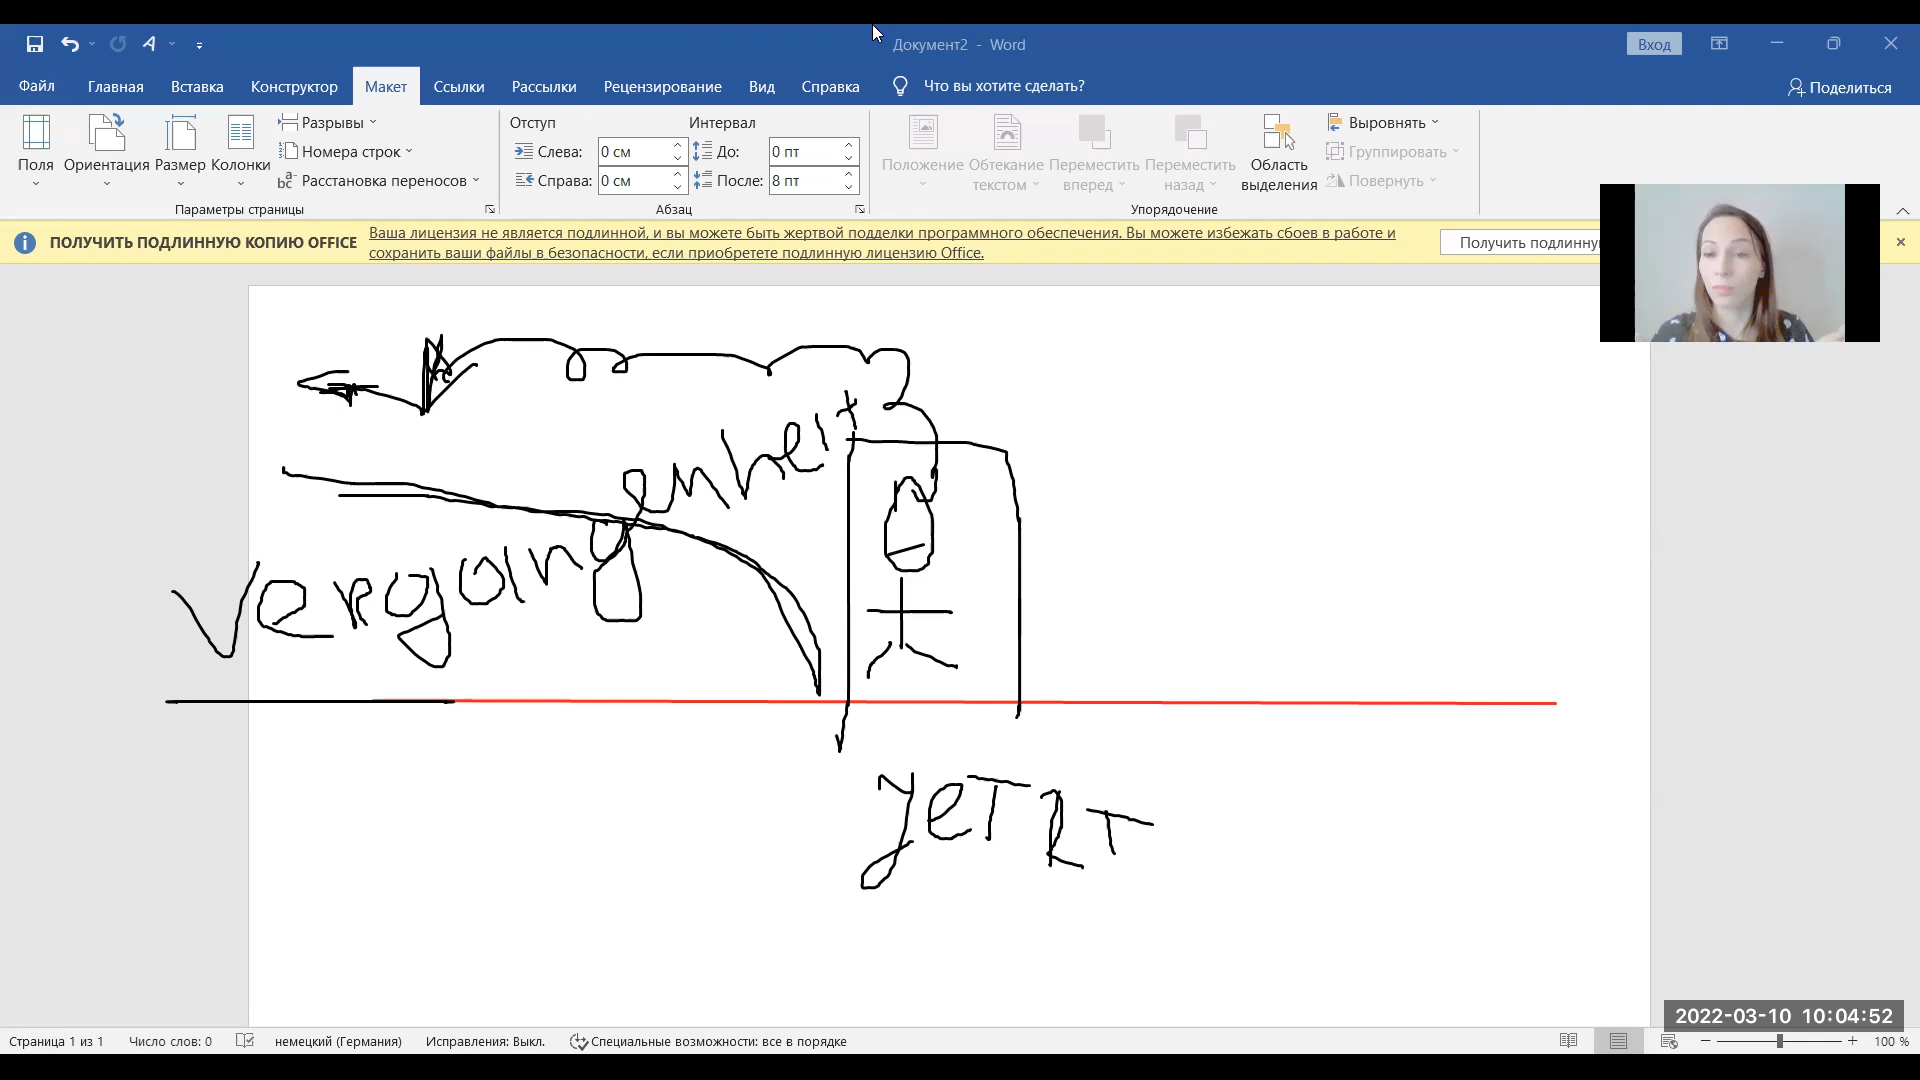 Документ2 - Word
Вход
Файл Главная Вставка Конструктор Макет Ссылки Рассылки Рецензирование Вид Справка Что вы хотите сделать? Поделиться
Поля Ориентация Размер Колонки
Разрывы
Номера строк
Расстановка переносов
Параметры страницы
Отступ Интервал
Слева: 0 см До: 0 пт
Справа: 0 см После: 8 пт
Абзац
Положение Обтекание текстом Переместить вперед Переместить назад Область выделения
Выровнять
Группировать
Повернуть
Упорядочение
ПОЛУЧИТЬ ПОДЛИННУЮ КОПИЮ OFFICE
Ваша лицензия не является подлинной, и вы можете быть жертвой подделки программного обеспечения. Вы можете избежать сбоев в работе и
сохранить ваши файлы в безопасности, если приобретете подлинную лицензию Office.
Получить подлинную
Vergangenheit
jetzt
2022-03-10 10:04:52
Страница 1 из 1 Число слов: 0 немецкий (Германия) Исправления: Выкл. Специальные возможности: все в порядке 100 %